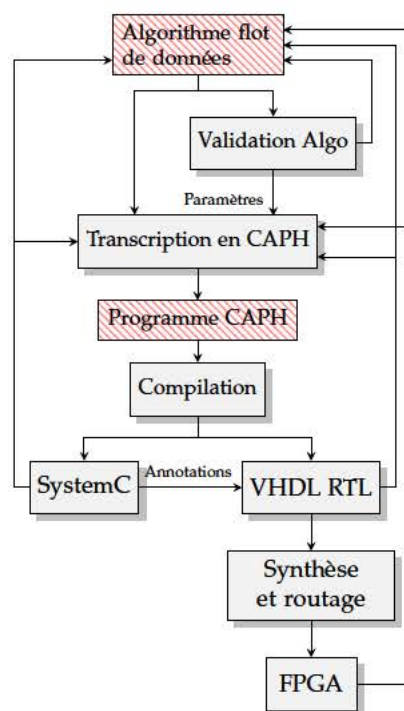 Algorithme flot
de données
Validation Algo
Paramètres
Transcription en CAPH
Programme CAPH
Compilation
SystemC
Annotations
VHDL RTL
Synthèse
et routage
FPGA